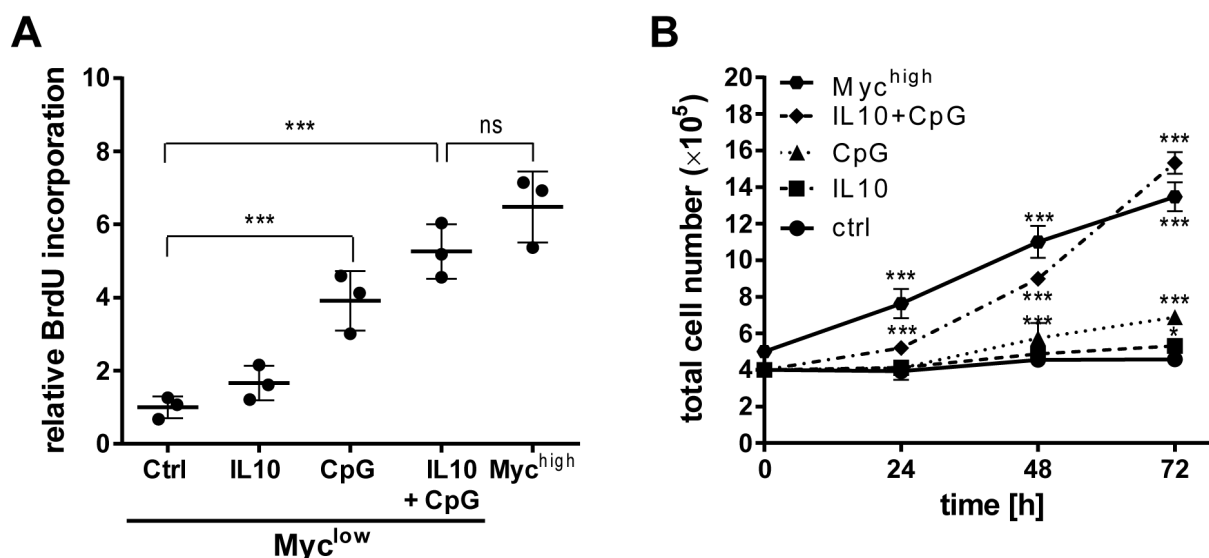 A
relative BrdU incorporation
10
8
6
4
2
0
***
***
ns
Ctrl IL10 CpG IL10 + CpG Myc^high
Myc^low
B
total cell number (×10^5)
20
18
16
14
12
10
8
6
4
2
0
Myc^high
IL10+CpG
CpG
IL10
ctrl
***
***
***
***
***
***
***
***
*
0 24 48 72
time [h]